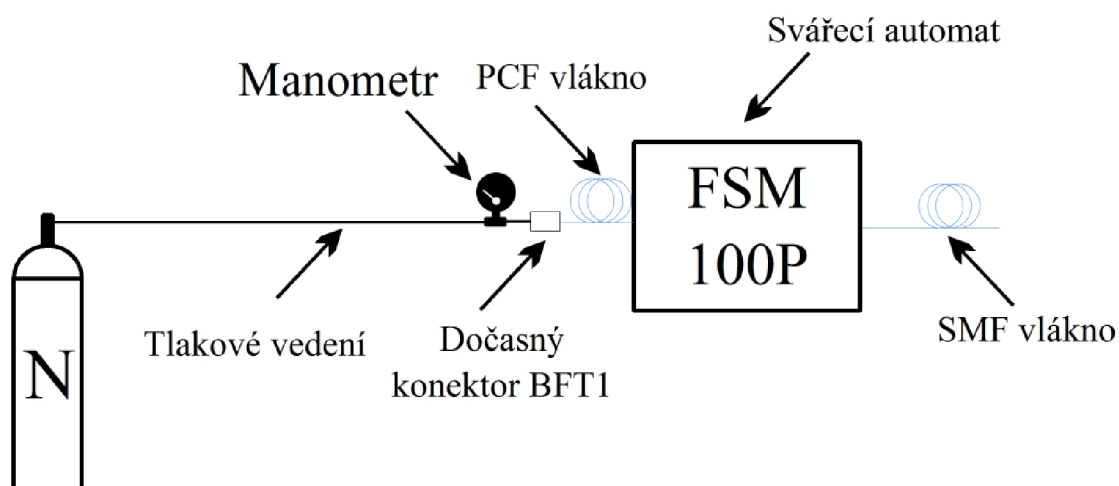 Svářecí automat
Manometr
PCF vlákno
FSM
100P
N
Tlakové vedení
Dočasný
konektor BFT1
SMF vlákno